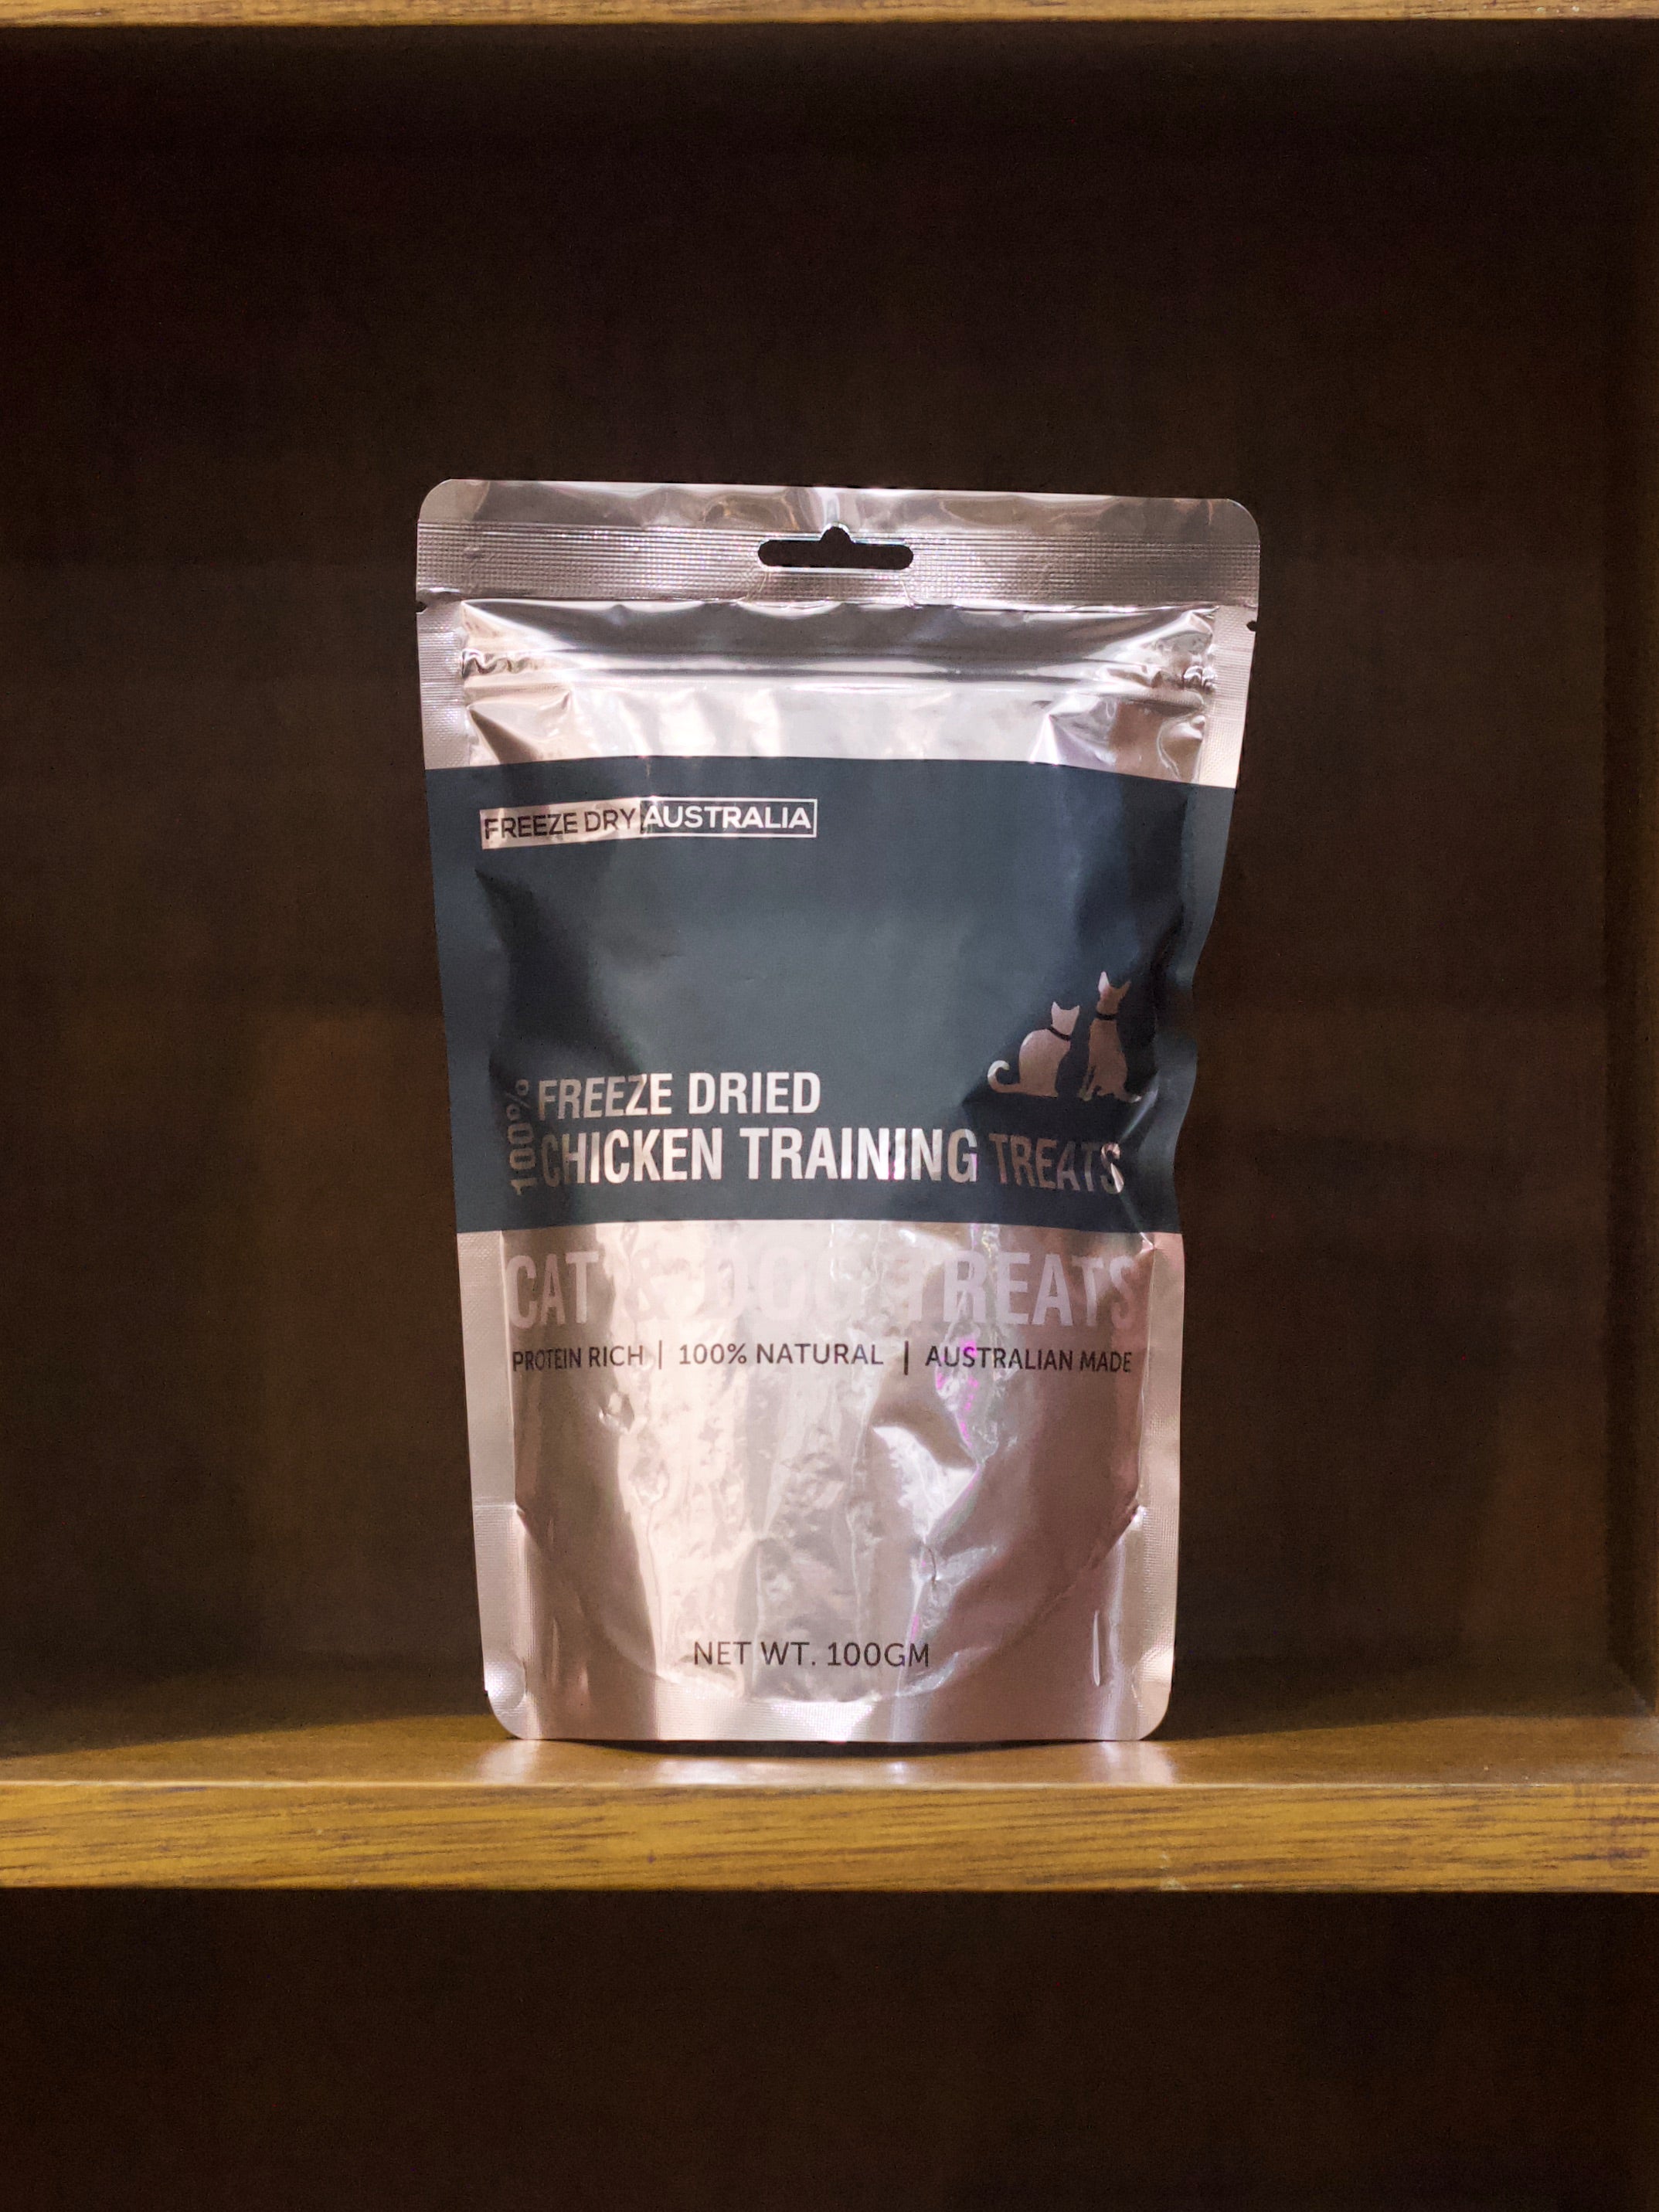 FREEZE DRY AUSTRALIA
100%
FREEZE DRIED
CHICKEN TRAINING TREATS
CAT & DOG TREATS
PROTEIN RICH | 100% NATURAL | AUSTRALIAN MADE
NET WT. 100GM